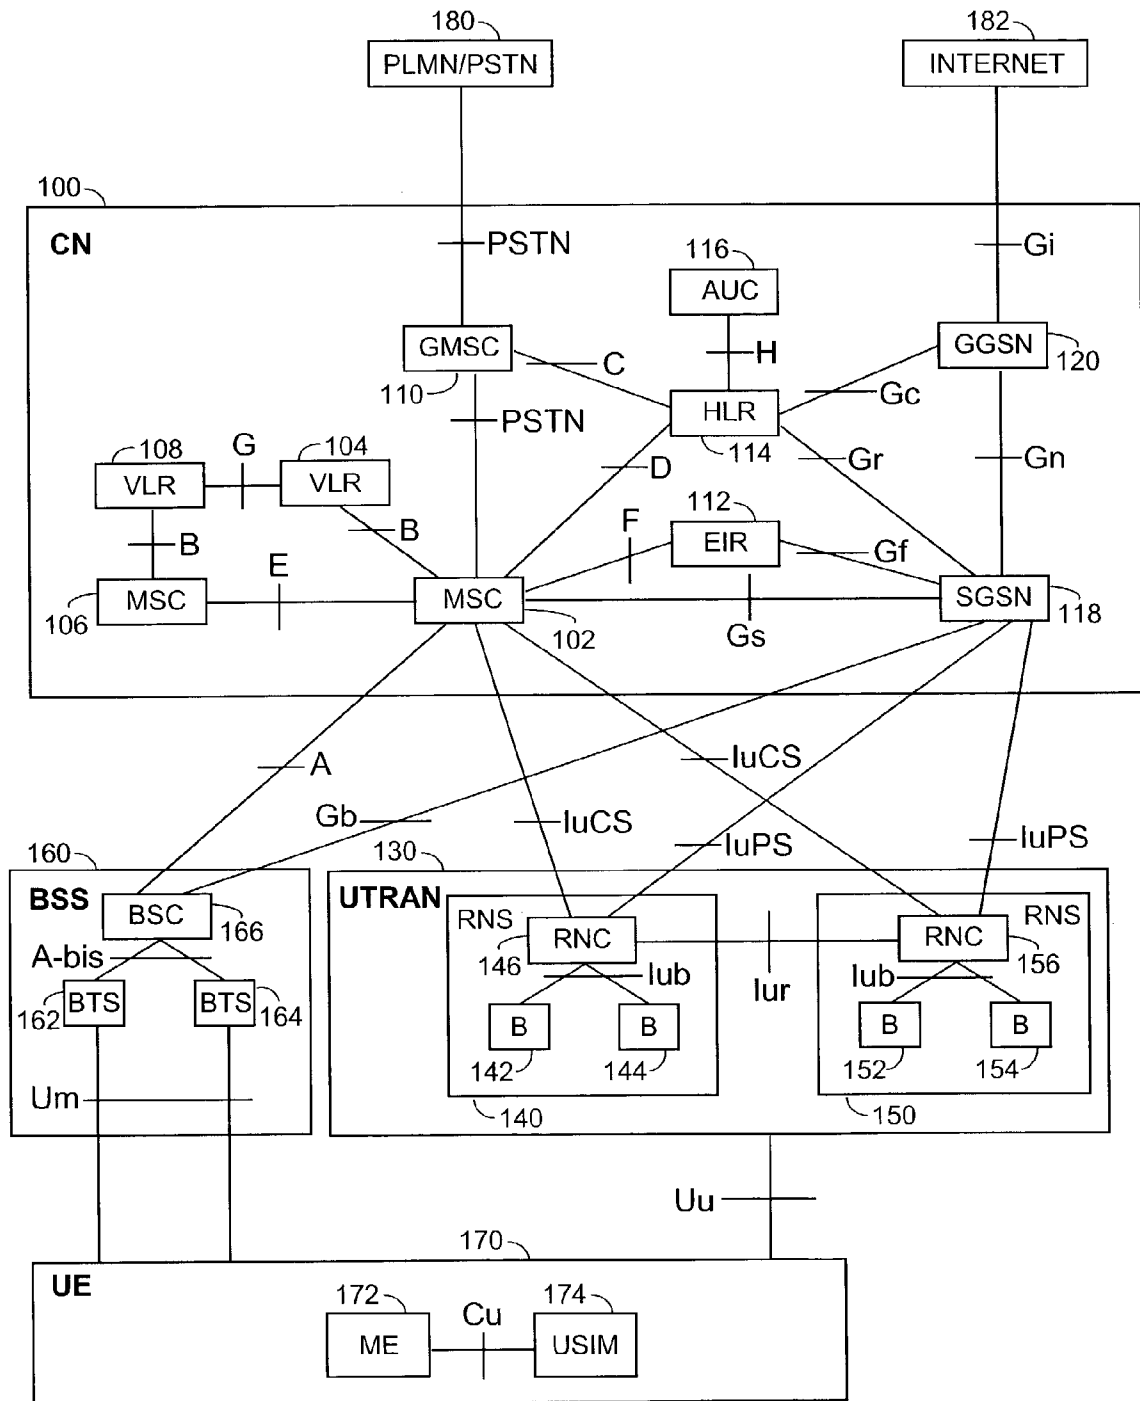 180
PLMN/PSTN
182
INTERNET
100
CN
PSTN
Gi
116
AUC
GMSC
110
C
H
GGSN
120
HLR
114
Gc
PSTN
108
VLR
G
104
VLR
D
Gr
Gn
B
B
F
112
EIR
Gf
E
106
MSC
MSC
102
Gs
SGSN
118
A
IuCS
Gb
IuCS
IuPS
IuPS
160
BSS
BSC
166
A-bis
162
BTS
BTS
164
Um
130
UTRAN
RNS
RNC
146
Iub
B
B
142
144
140
Iur
RNS
RNC
156
Iub
B
B
152
154
150
Uu
170
UE
172
ME
Cu
174
USIM